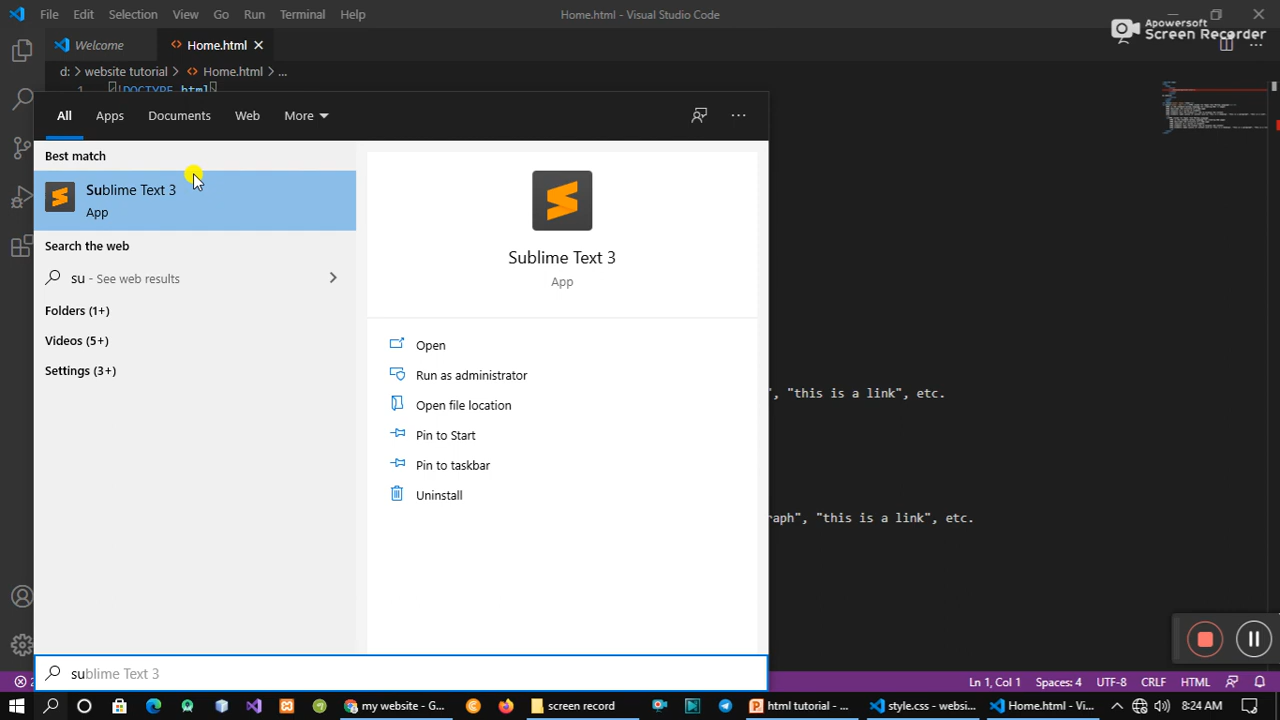 File Edit Selection View Go Run Terminal Help Home.html - Visual Studio Code
Apowersoft
Screen Recorder
Welcome Home.html
d: > website tutorial > Home.html > ...
1 <!DOCTYPE html>
All Apps Documents Web More
Best match
Sublime Text 3
App
Search the web
su - See web results
Folders (1+)
Videos (5+)
Settings (3+)
Sublime Text 3
App
Open
Run as administrator
Open file location
Pin to Start
Pin to taskbar
Uninstall
", "this is a link", etc.
raph", "this is a link", etc.
sublime Text 3
2 Ln 1, Col 1 Spaces: 4 UTF-8 CRLF HTML
my website - G... screen record html tutorial - ... style.css - websi... Home.html - Vi... 8:24 AM